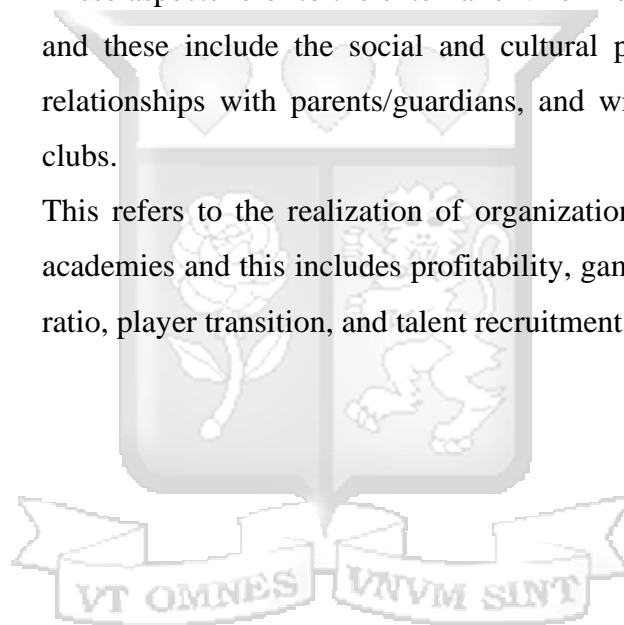 and these include the social and cultural p
relationships with parents/guardians, and wi
clubs.
This refers to the realization of organization
academies and this includes profitability, gam
ratio, player transition, and talent recruitment
VT OMNES VNVM SINT